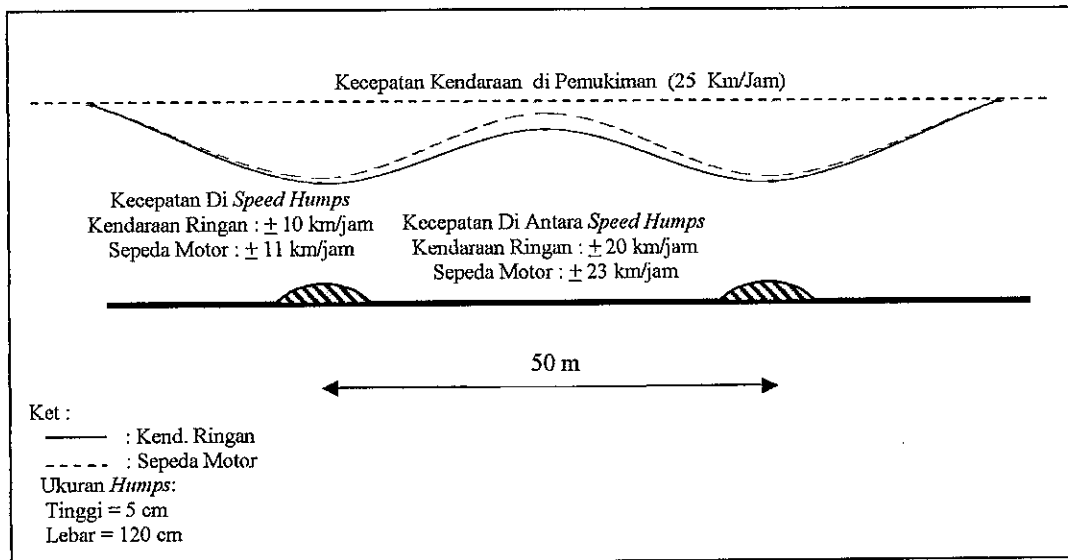 Kecepatan Kendaraan di Pemukiman (25 Km/Jam)
Kecepatan Di Speed Humps
Kendaraan Ringan : ± 10 km/jam
Sepeda Motor : ± 11 km/jam
Kecepatan Di Antara Speed Humps
Kendaraan Ringan : ± 20 km/jam
Sepeda Motor : ± 23 km/jam
50 m
Ket :
: Kend. Ringan
: Sepeda Motor
Ukuran Humps:
Tinggi = 5 cm
Lebar = 120 cm